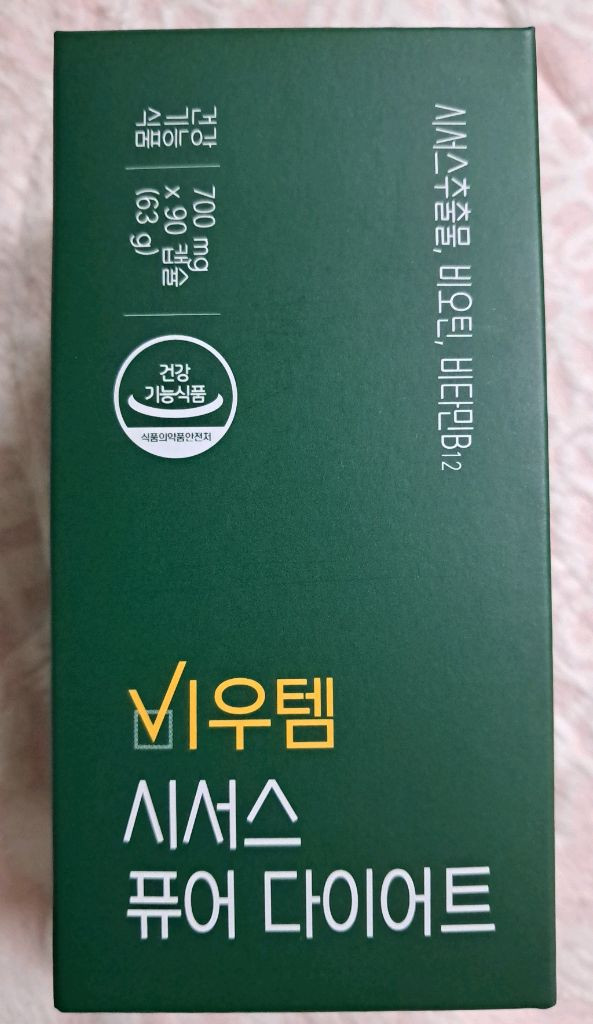 건강
기능
식품
700 mg
x 90 캡슐
(63 g)
시서스추출물, 비오틴, 비타민B12
건강
기능식품
식품의약품안전처
비우템
시서스
퓨어 다이어트